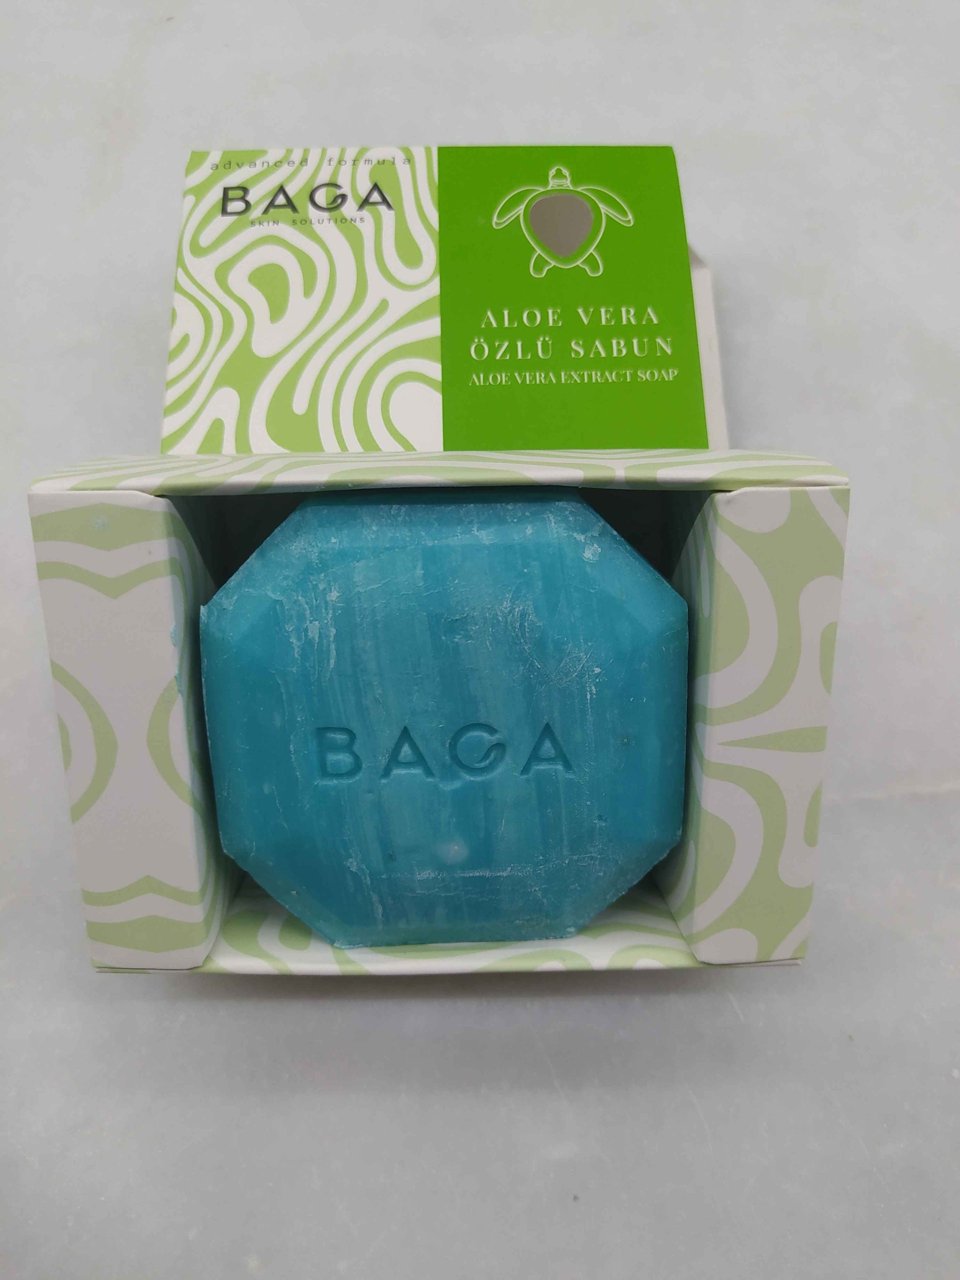 advanced formula
BAGA
SKIN SOLUTIONS
ALOE VERA
ÖZLÜ SABUN
ALOE VERA EXTRACT SOAP
BAGA